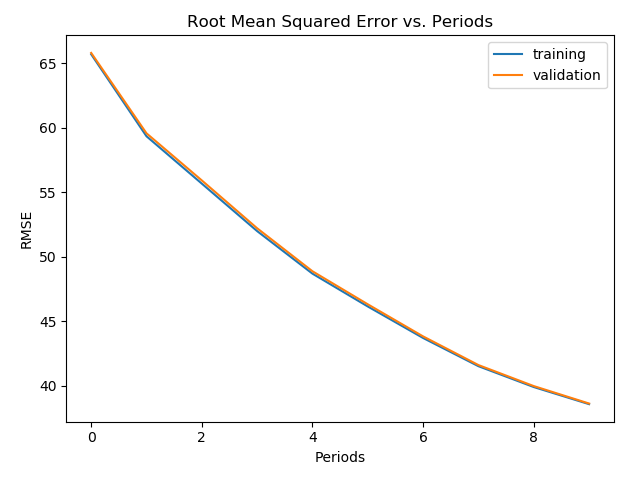 Root Mean Squared Error vs. Periods
training
validation
65
60
55
50
45
40
RMSE
0 2 4 6 8
Periods